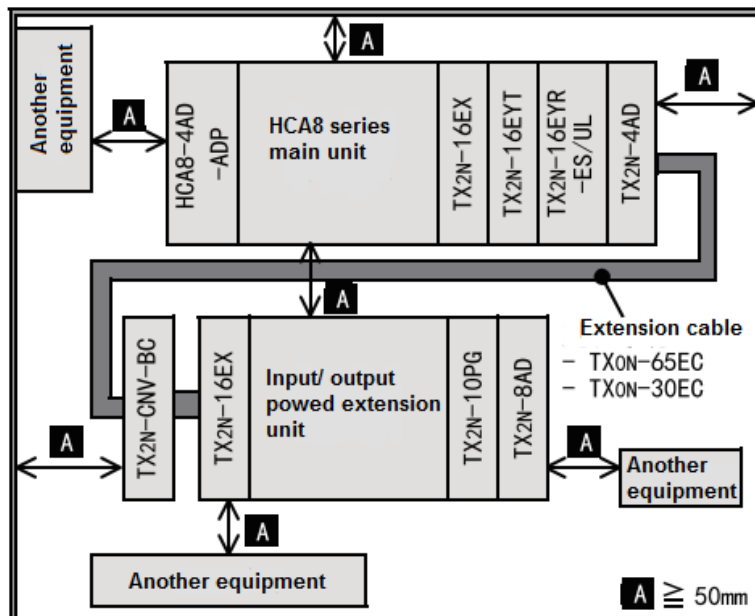 A
Another
equipment
A
HCA8-4AD
-ADP
HCA8 series
main unit
TX2N-16EX
TX2N-16EYT
TX2N-16EYR
-ES/UL
TX2N-4AD
A
A
Extension cable
- TX0N-65EC
- TX0N-30EC
TX2N-CNV-BC
TX2N-16EX
Input/ output
powed extension
unit
TX2N-10PG
TX2N-8AD
A
A
Another
equipment
A
Another equipment
A ≧ 50mm